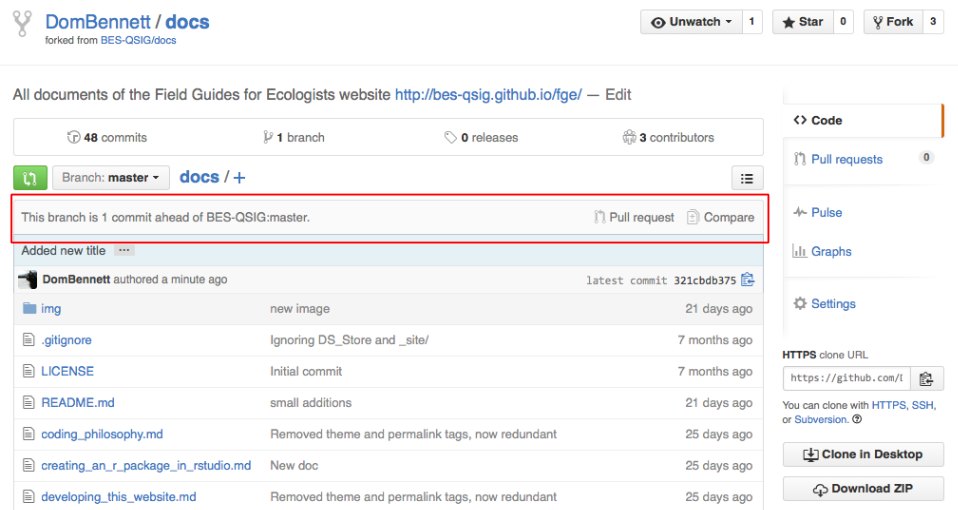 DomBennett / docs
forked from BES-QSIG/docs
Unwatch 1 Star 0 Fork 3
All documents of the Field Guides for Ecologists website http://bes-qsig.github.io/fge/ — Edit
48 commits 1 branch 0 releases 3 contributors
Branch: master docs / +
This branch is 1 commit ahead of BES-QSIG:master. Pull request Compare
Added new title ...
DomBennett authored a minute ago latest commit 321cbdb375
img new image 21 days ago
.gitignore Ignoring DS_Store and _site/ 7 months ago
LICENSE Initial commit 7 months ago
README.md small additions 21 days ago
coding_philosophy.md Removed theme and permalink tags, now redundant 25 days ago
creating_an_r_package_in_rstudio.md New doc 25 days ago
developing_this_website.md Removed theme and permalink tags, now redundant 25 days ago
<> Code
Pull requests 0
Pulse
Graphs
Settings
HTTPS clone URL
https://github.com/
You can clone with HTTPS, SSH,
or Subversion.
Clone in Desktop
Download ZIP